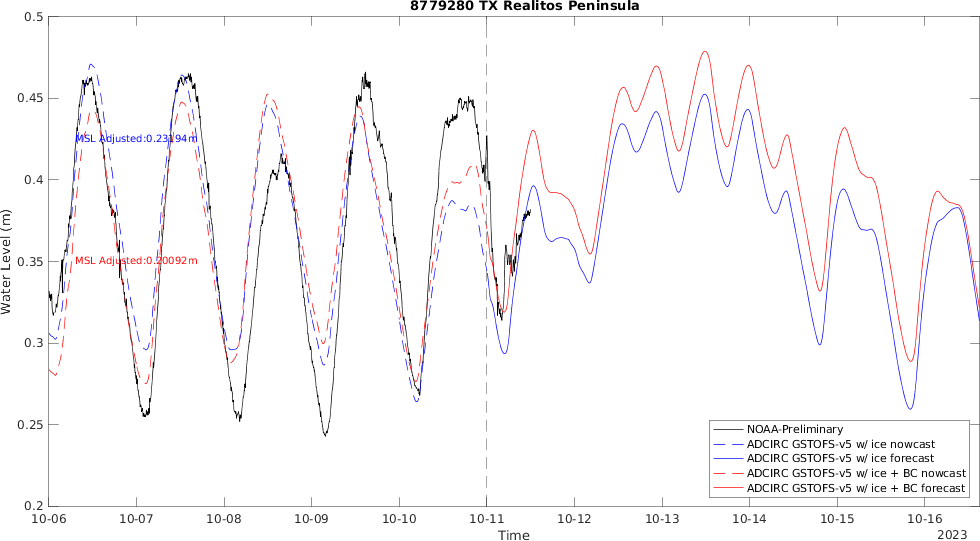 8779280 TX Realitos Peninsula
Water Level (m)
0.5
0.45
0.4
0.35
0.3
0.25
0.2
MSL Adjusted:0.23194m
MSL Adjusted:0.20092m
NOAA-Preliminary
ADCIRC GSTOFS-v5 w/ ice nowcast
ADCIRC GSTOFS-v5 w/ ice forecast
ADCIRC GSTOFS-v5 w/ ice + BC nowcast
ADCIRC GSTOFS-v5 w/ ice + BC forecast
10-06 10-07 10-08 10-09 10-10 10-11 10-12 10-13 10-14 10-15 10-16
Time
2023